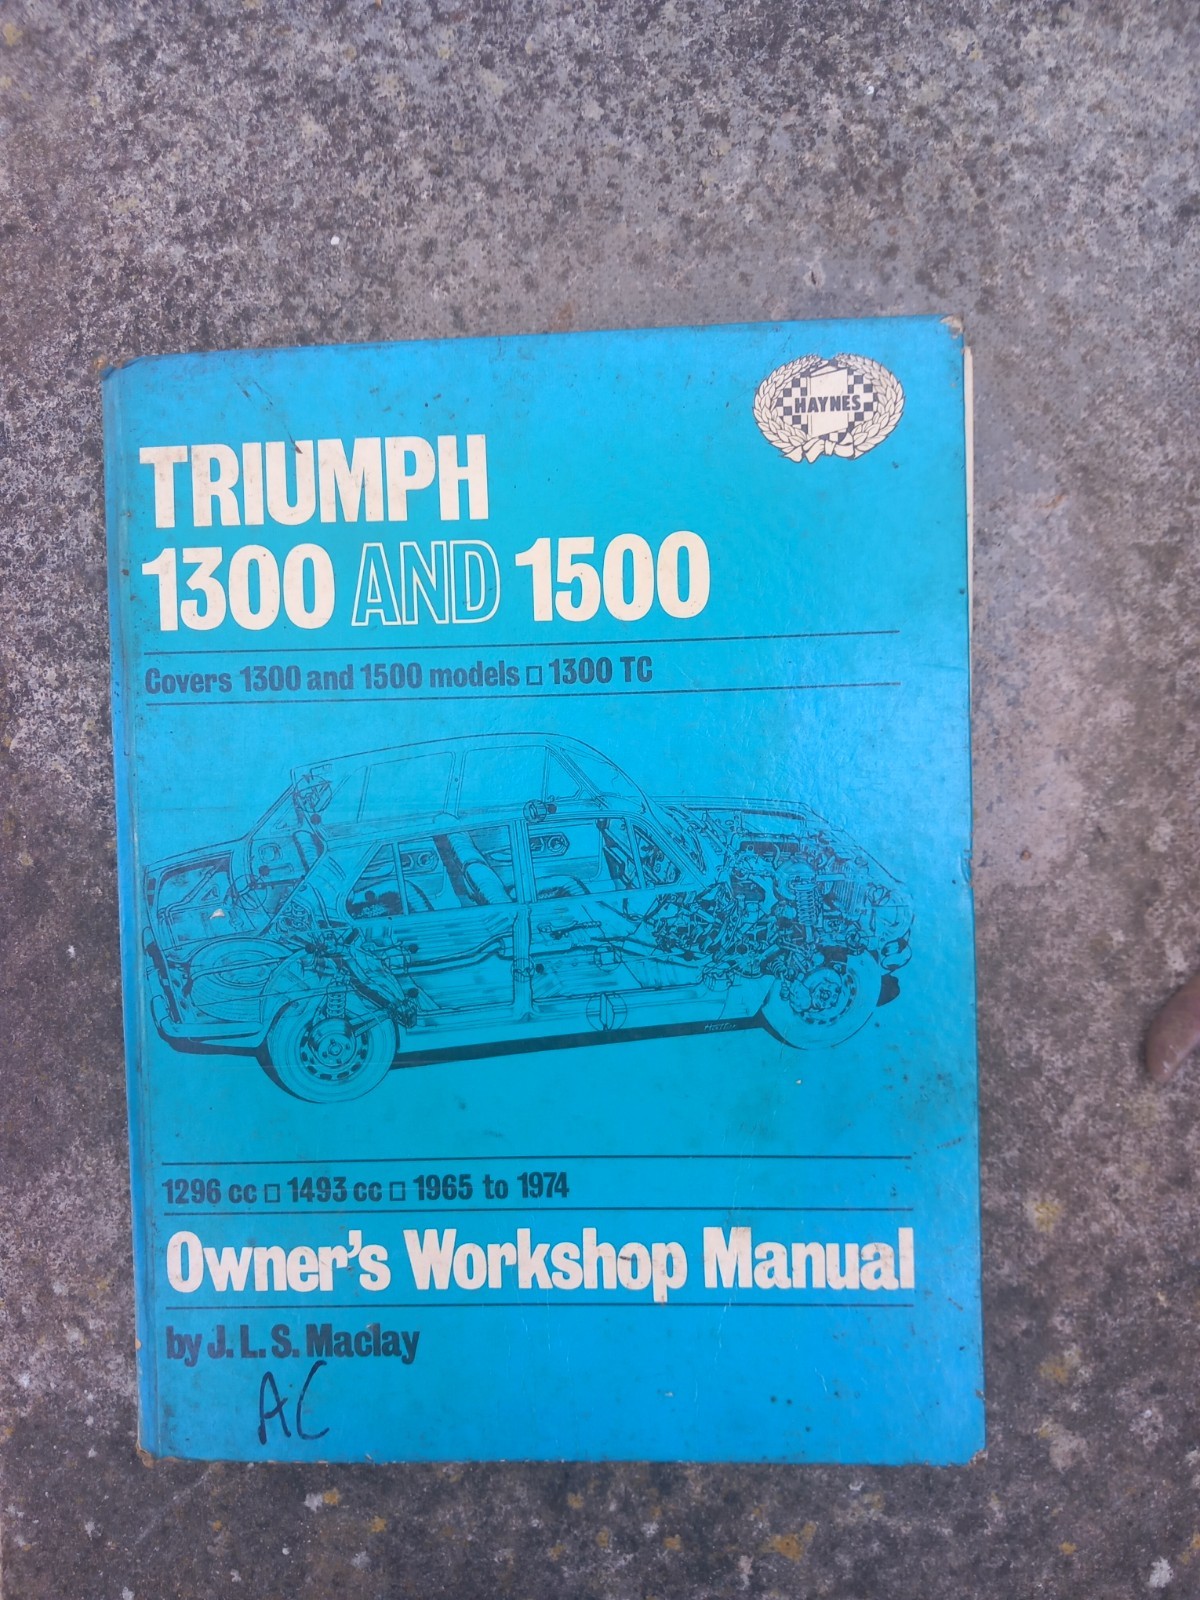 HAYNES
TRIUMPH
1300 AND 1500
Covers 1300 and 1500 models □ 1300 TC
1296 cc □ 1493 cc □ 1965 to 1974
Owner's Workshop Manual
by J. L. S. Maclay
AC